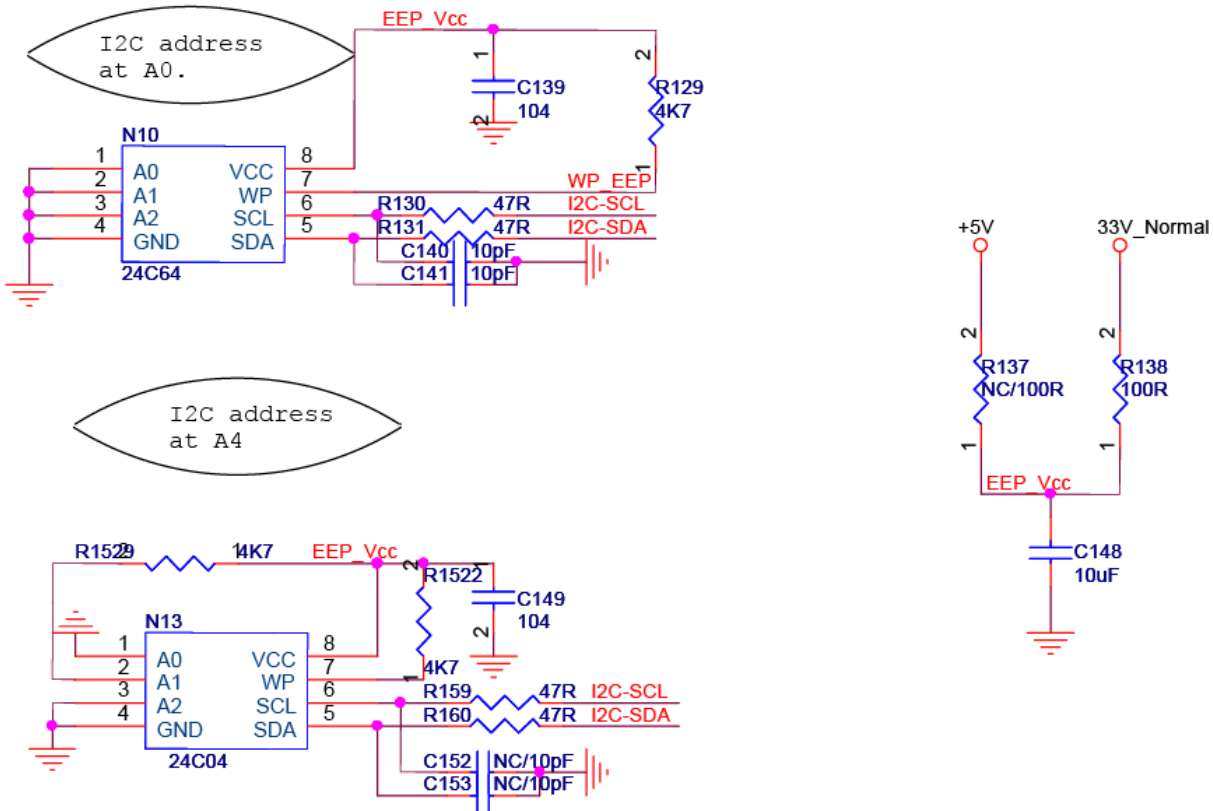 I2C address
at A0.
EEP_Vcc
1
C139
104
2
2
R129
4K7
1
N10
1 A0 VCC 8
2 A1 WP 7
3 A2 SCL 6
4 GND SDA 5
24C64
WP_EEP
R130 47R I2C-SCL
R131 47R I2C-SDA
C140 10pF
C141 10pF
+5V 33V_Normal
2 2
R137 R138
NC/100R 100R
1 1
EEP_Vcc
C148
10uF
I2C address
at A4
R1529 2 1 4K7 EEP_Vcc
2
R1522
1
C149
104
2
4K7
1
N13
1 A0 VCC 8
2 A1 WP 7
3 A2 SCL 6
4 GND SDA 5
24C04
R159 47R I2C-SCL
R160 47R I2C-SDA
C152 NC/10pF
C153 NC/10pF